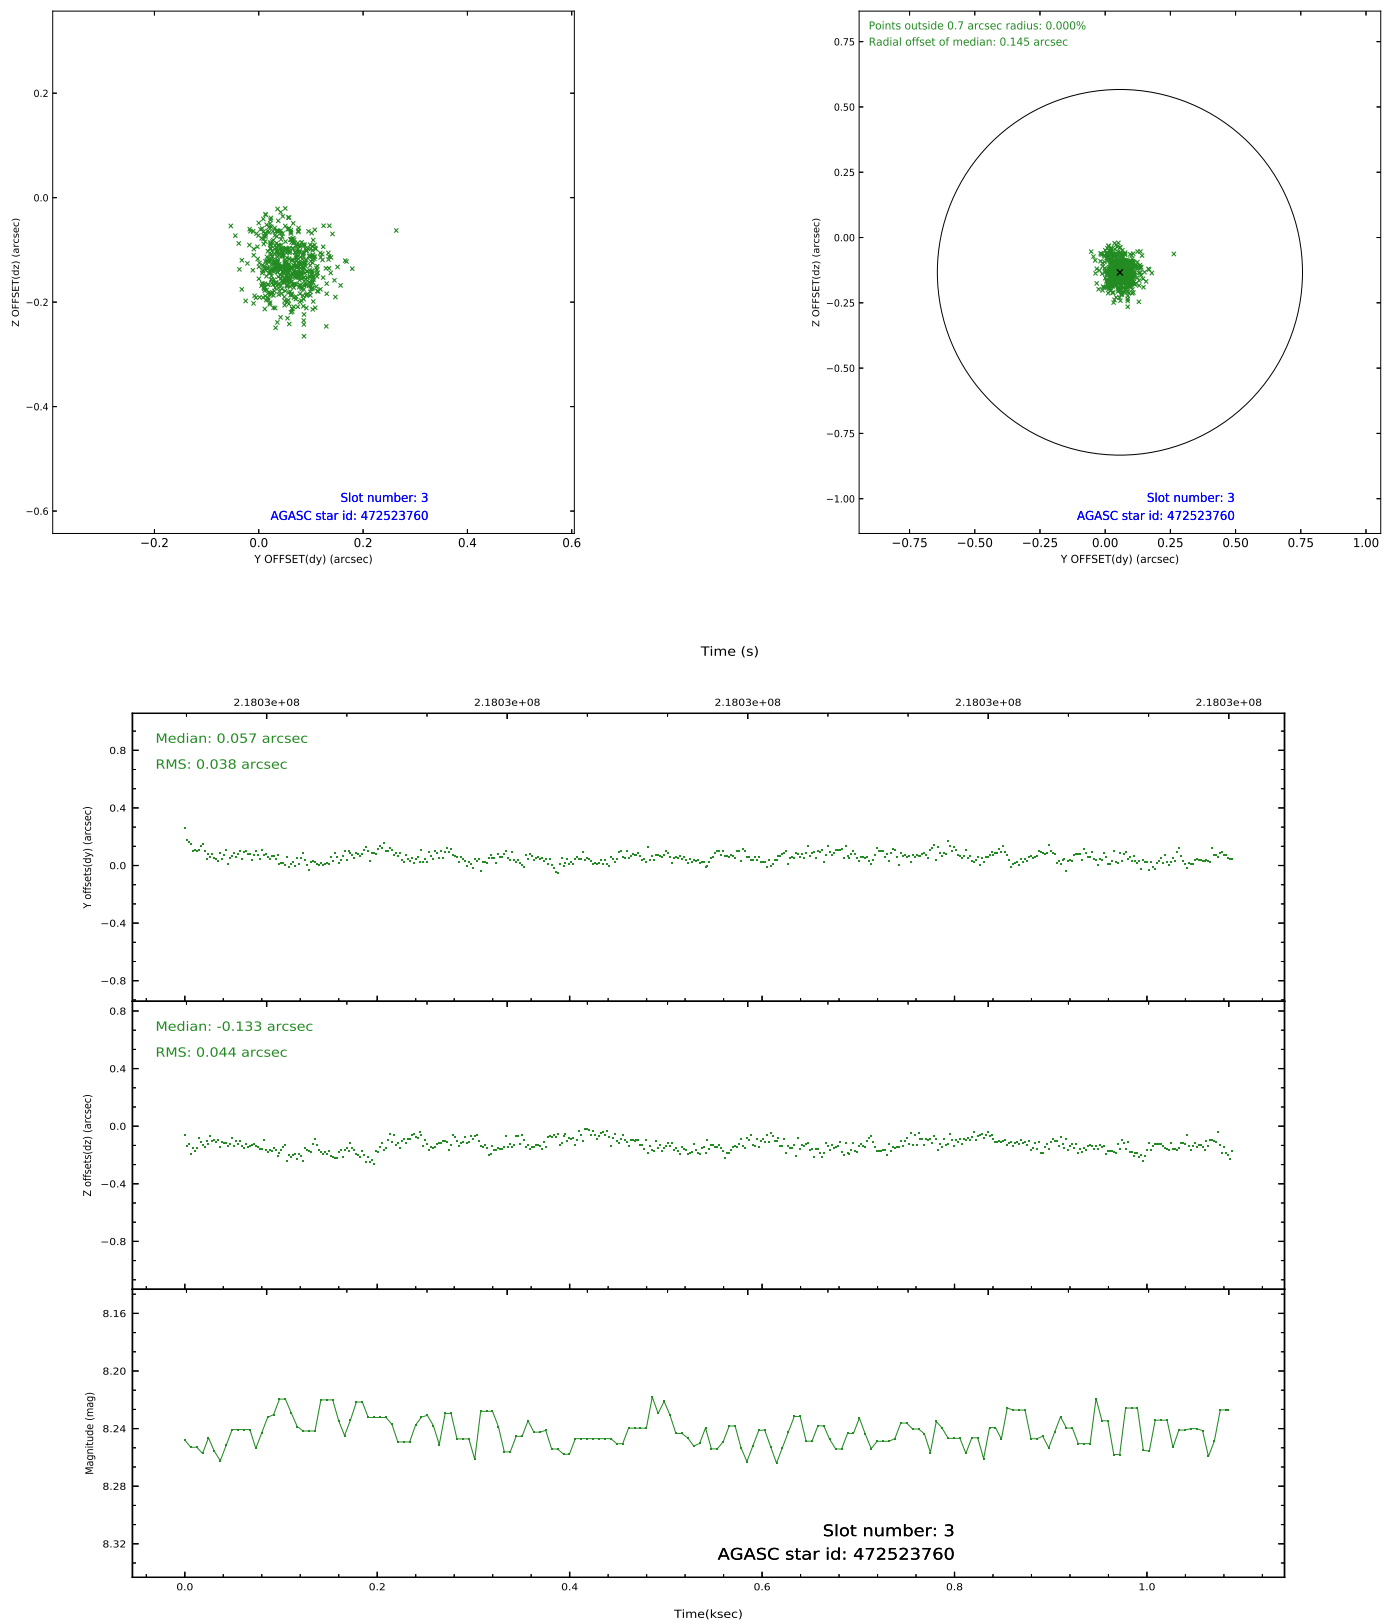 Points outside 0.7 arcsec radius: 0.000%
Radial offset of median: 0.145 arcsec
0.2
0.0
−0.2
−0.4
−0.6
Z OFFSET(dz) (arcsec)
Slot number: 3
AGASC star id: 472523760
−0.2 0.0 0.2 0.4 0.6
Y OFFSET(dy) (arcsec)
0.75
0.50
0.25
0.00
−0.25
−0.50
−0.75
−1.00
Z OFFSET(dz) (arcsec)
Slot number: 3
AGASC star id: 472523760
−0.75 −0.50 −0.25 0.00 0.25 0.50 0.75 1.00
Y OFFSET(dy) (arcsec)
Time (s)
2.1803e+08 2.1803e+08 2.1803e+08 2.1803e+08 2.1803e+08
Median: 0.057 arcsec
RMS: 0.038 arcsec
0.8
0.4
0.0
−0.4
−0.8
Y offsets(dy) (arcsec)
Median: -0.133 arcsec
RMS: 0.044 arcsec
0.8
0.4
0.0
−0.4
−0.8
Z offsets(dz) (arcsec)
8.16
8.20
8.24
8.28
8.32
Magnitude (mag)
Slot number: 3
AGASC star id: 472523760
0.0 0.2 0.4 0.6 0.8 1.0
Time(ksec)